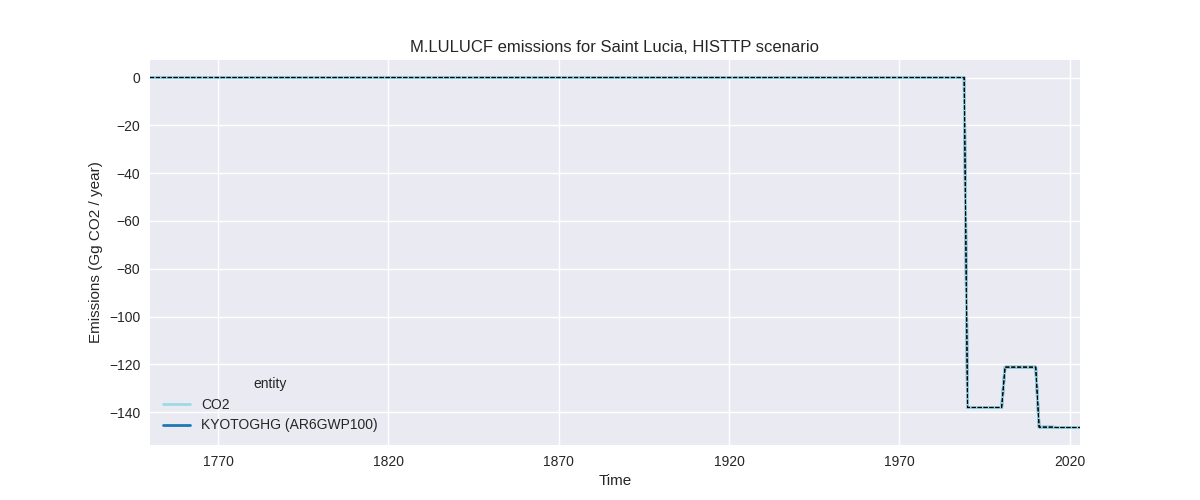 M.LULUCF emissions for Saint Lucia, HISTTP scenario
Emissions (Gg CO2 / year)
0
−20
−40
−60
−80
−100
−120
−140
entity
CO2
KYOTOGHG (AR6GWP100)
1770 1820 1870 1920 1970 2020
Time